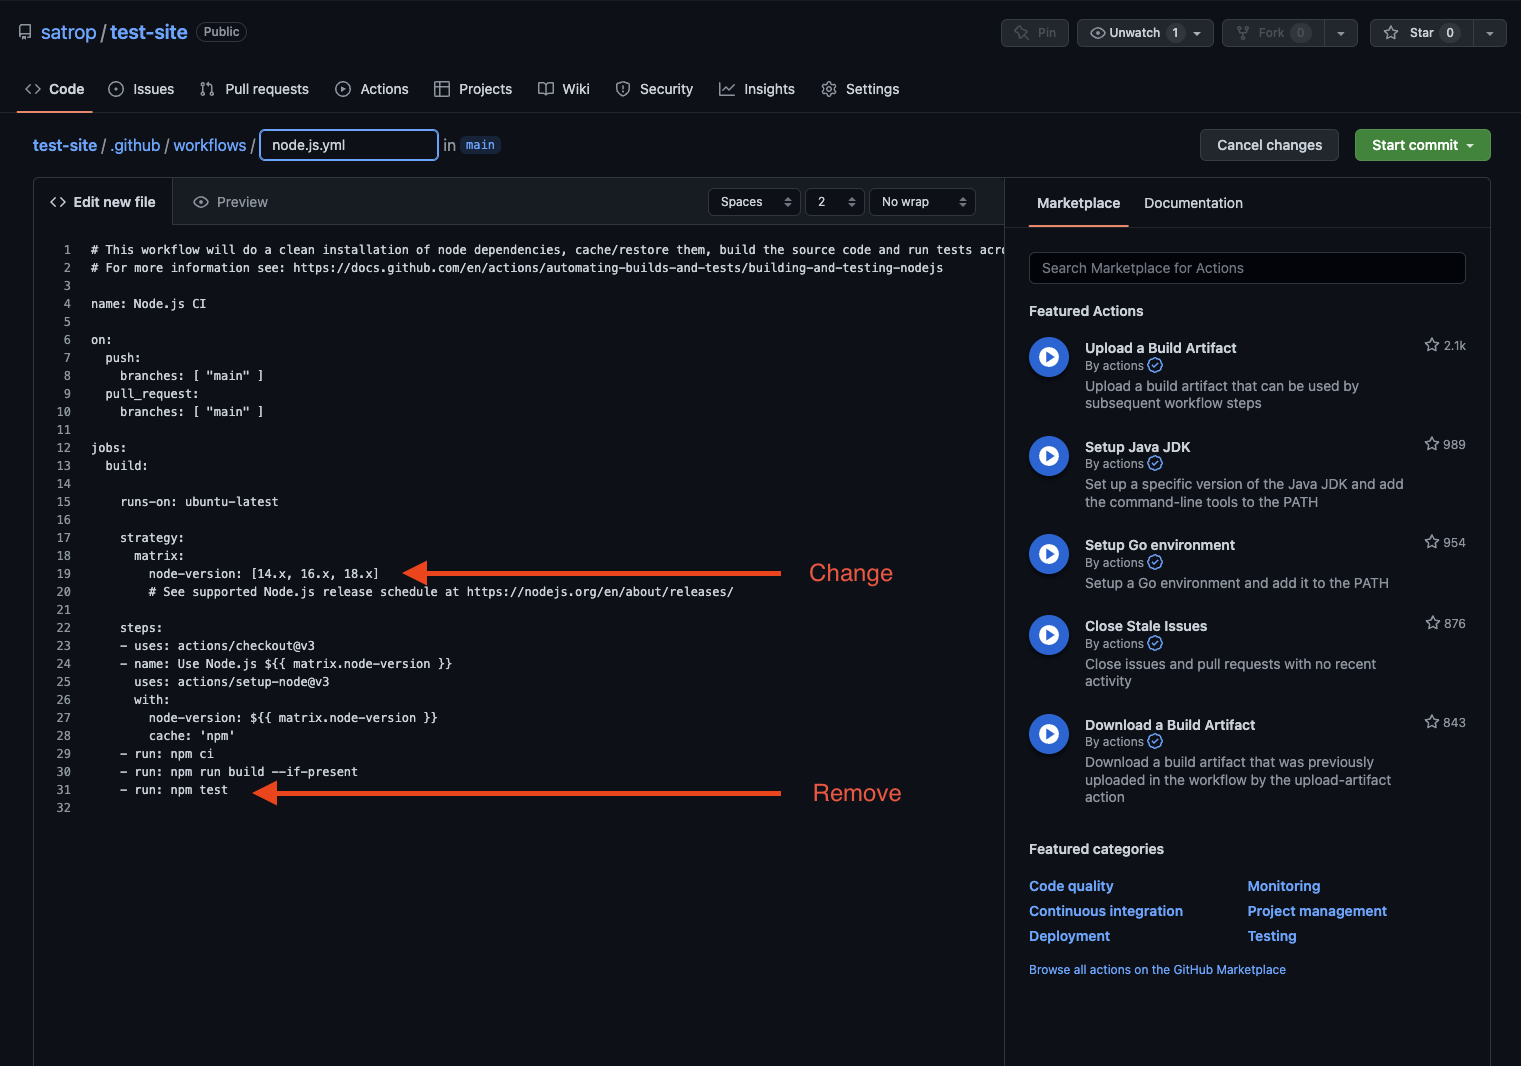 satrop / test-site Public
Pin Unwatch 1 Fork 0 Star 0
Code Issues Pull requests Actions Projects Wiki Security Insights Settings
test-site / .github / workflows / node.js.yml in main
Cancel changes Start commit
Edit new file Preview
Spaces 2 No wrap
1 # This workflow will do a clean installation of node dependencies, cache/restore them, build the source code and run tests acro
2 # For more information see: https://docs.github.com/en/actions/automating-builds-and-tests/building-and-testing-nodejs
3
4 name: Node.js CI
5
6 on:
7 push:
8 branches: [ "main" ]
9 pull_request:
10 branches: [ "main" ]
11
12 jobs:
13 build:
14
15 runs-on: ubuntu-latest
16
17 strategy:
18 matrix:
19 node-version: [14.x, 16.x, 18.x]
Change
20 # See supported Node.js release schedule at https://nodejs.org/en/about/releases/
21
22 steps:
23 - uses: actions/checkout@v3
24 - name: Use Node.js ${{ matrix.node-version }}
25 uses: actions/setup-node@v3
26 with:
27 node-version: ${{ matrix.node-version }}
28 cache: 'npm'
29 - run: npm ci
30 - run: npm run build --if-present
31 - run: npm test
Remove
32
Marketplace Documentation
Search Marketplace for Actions
Featured Actions
Upload a Build Artifact 2.1k
By actions
Upload a build artifact that can be used by
subsequent workflow steps
Setup Java JDK 989
By actions
Set up a specific version of the Java JDK and add
the command-line tools to the PATH
Setup Go environment 954
By actions
Setup a Go environment and add it to the PATH
Close Stale Issues 876
By actions
Close issues and pull requests with no recent
activity
Download a Build Artifact 843
By actions
Download a build artifact that was previously
uploaded in the workflow by the upload-artifact
action
Featured categories
Code quality Monitoring
Continuous integration Project management
Deployment Testing
Browse all actions on the GitHub Marketplace